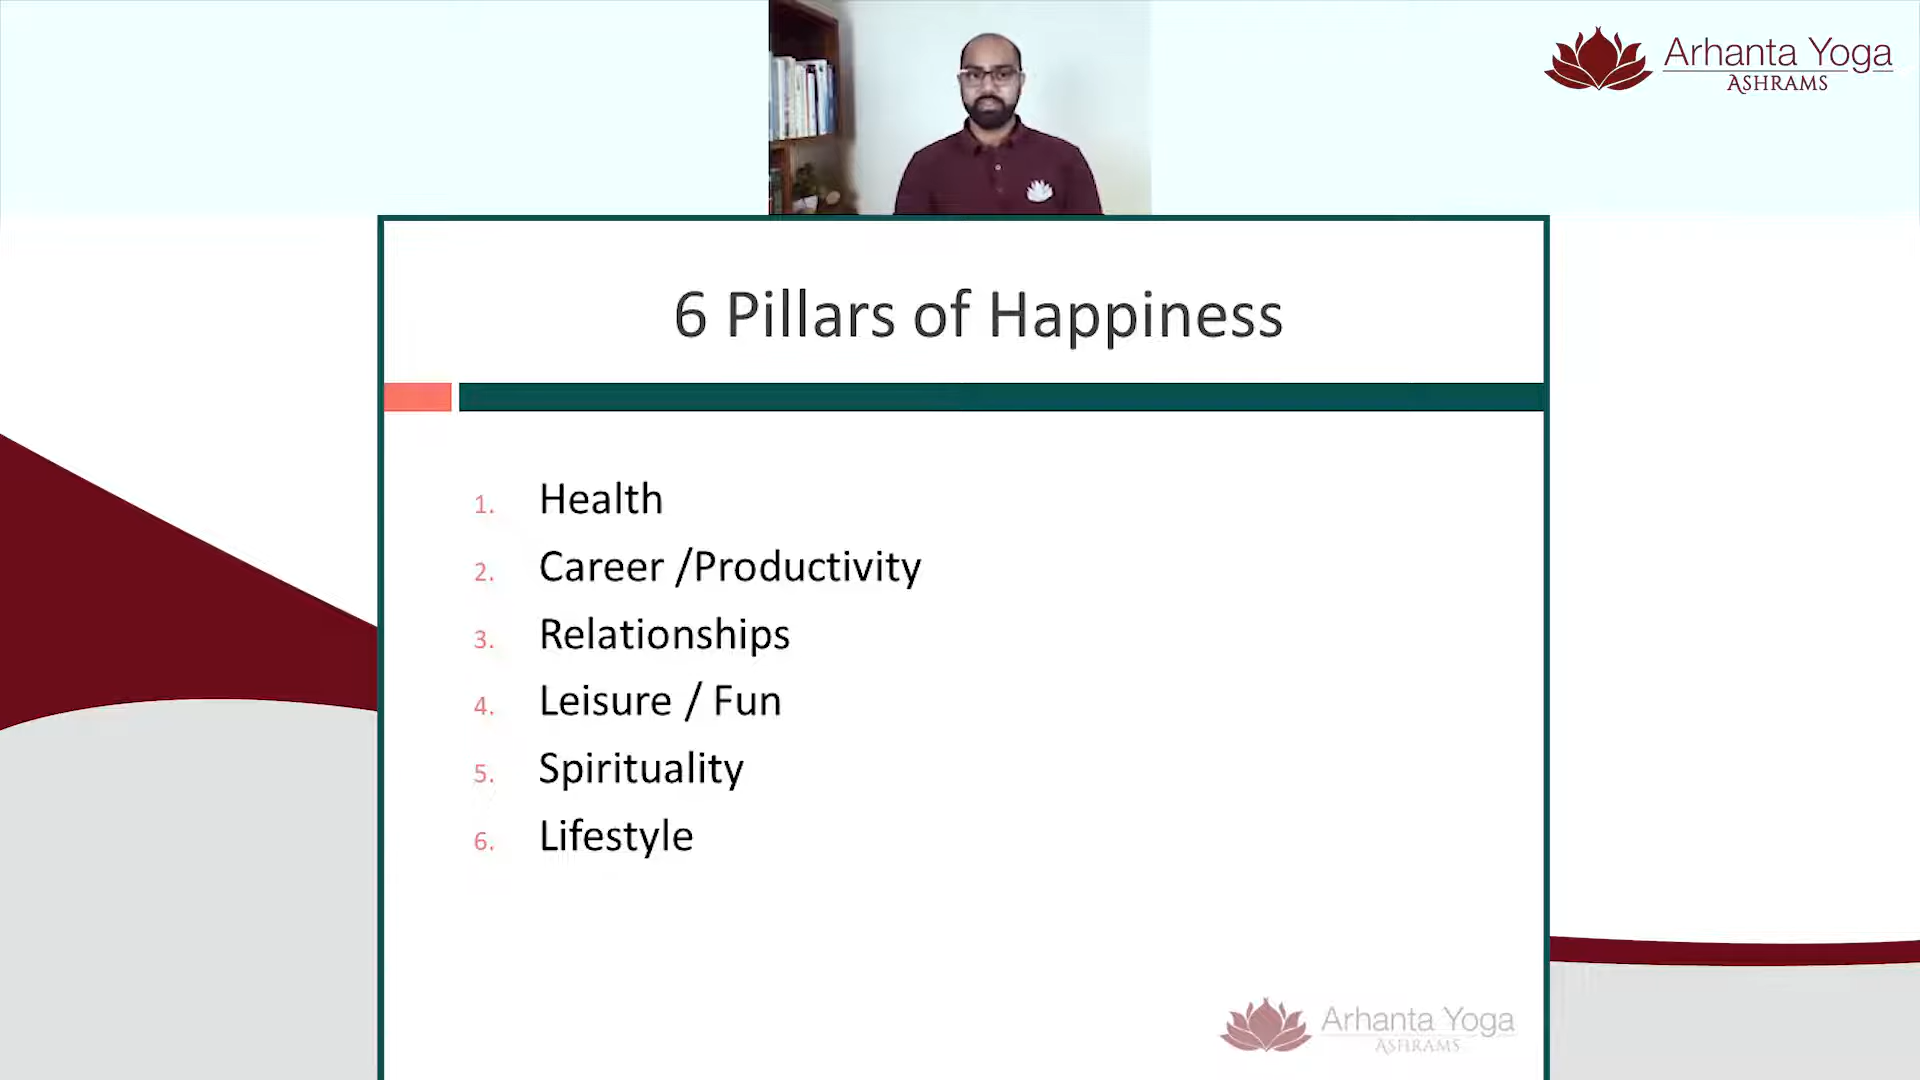 Arhanta Yoga
ASHRAMS
6 Pillars of Happiness
1. Health
2. Career /Productivity
3. Relationships
4. Leisure / Fun
5. Spirituality
6. Lifestyle
Arhanta Yoga
ASHRAMS